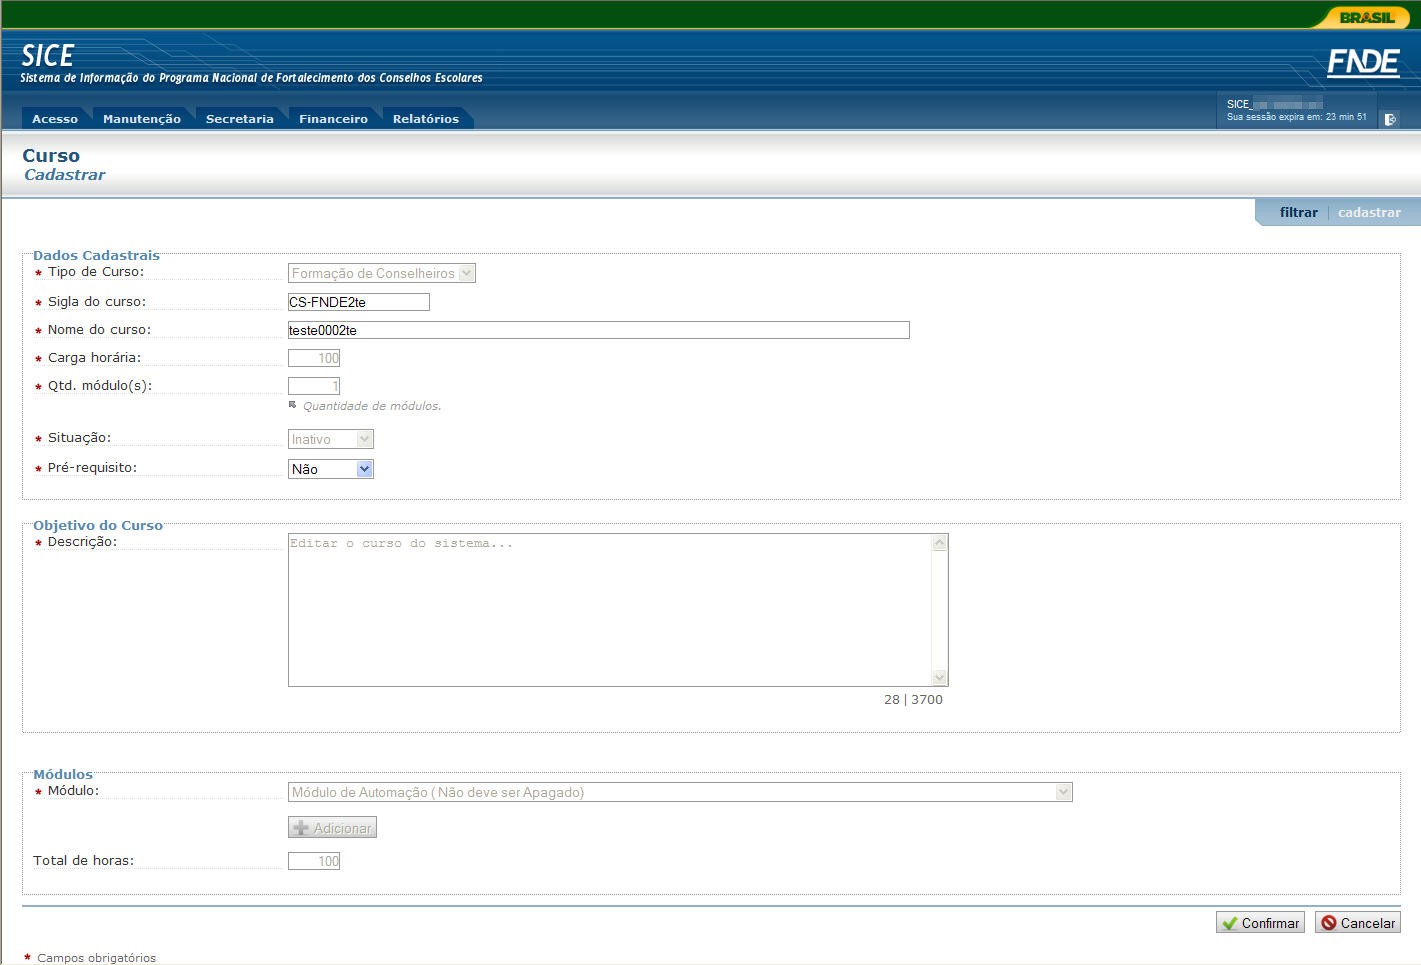 BRASIL
SICE
Sistema de Informação do Programa Nacional de Fortalecimento dos Conselhos Escolares
FNDE
Acesso Manutenção Secretaria Financeiro Relatórios
SICE_
Sua sessão expira em: 23 min 51
Curso
Cadastrar
filtrar | cadastrar
Dados Cadastrais
* Tipo de Curso: Formação de Conselheiros
* Sigla do curso: CS-FNDE2te
* Nome do curso: teste0002te
* Carga horária: 100
* Qtd. módulo(s): 1
Quantidade de módulos.
* Situação: Inativo
* Pré-requisito: Não
Objetivo do Curso
* Descrição: Editar o curso do sistema...
28 | 3700
Módulos
* Módulo: Módulo de Automação ( Não deve ser Apagado)
Adicionar
Total de horas: 100
Confirmar Cancelar
* Campos obrigatórios